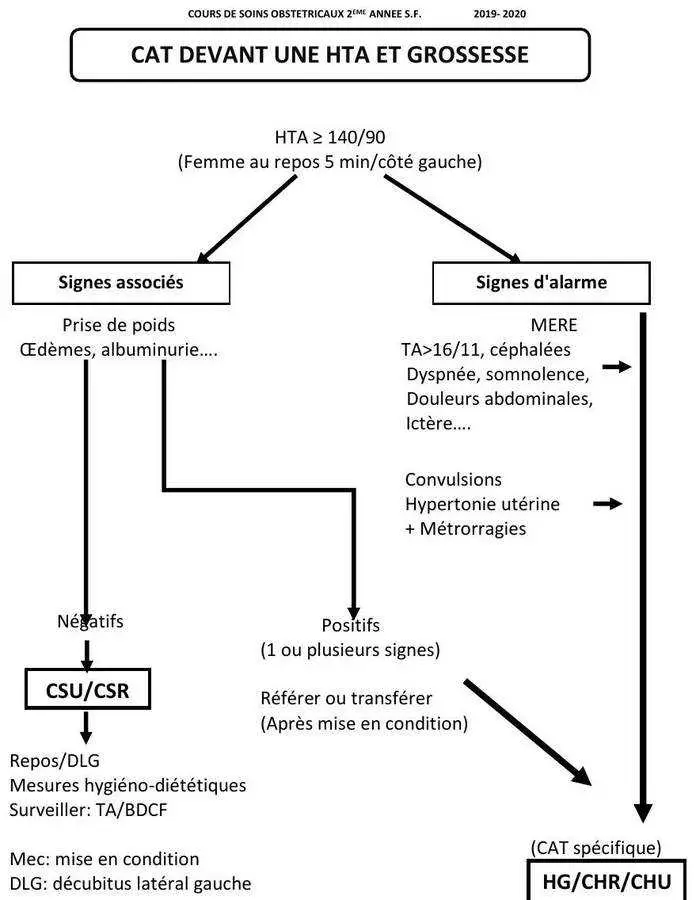 COURS DE SOINS OBSTETRICAUX 2ÈME ANNEE S.F. 2019- 2020
CAT DEVANT UNE HTA ET GROSSESSE
HTA ≥ 140/90
(Femme au repos 5 min/côté gauche)
Signes associés
Prise de poids
Œdèmes, albuminurie….
Signes d'alarme
MERE
TA>16/11, céphalées
Dyspnée, somnolence,
Douleurs abdominales,
Ictère….
Convulsions
Hypertonie utérine
+ Métrorragies
Négatifs
CSU/CSR
Repos/DLG
Mesures hygiéno-diététiques
Surveiller: TA/BDCF
Positifs
(1 ou plusieurs signes)
Référer ou transférer
(Après mise en condition)
Mec: mise en condition
DLG: décubitus latéral gauche
(CAT spécifique)
HG/CHR/CHU